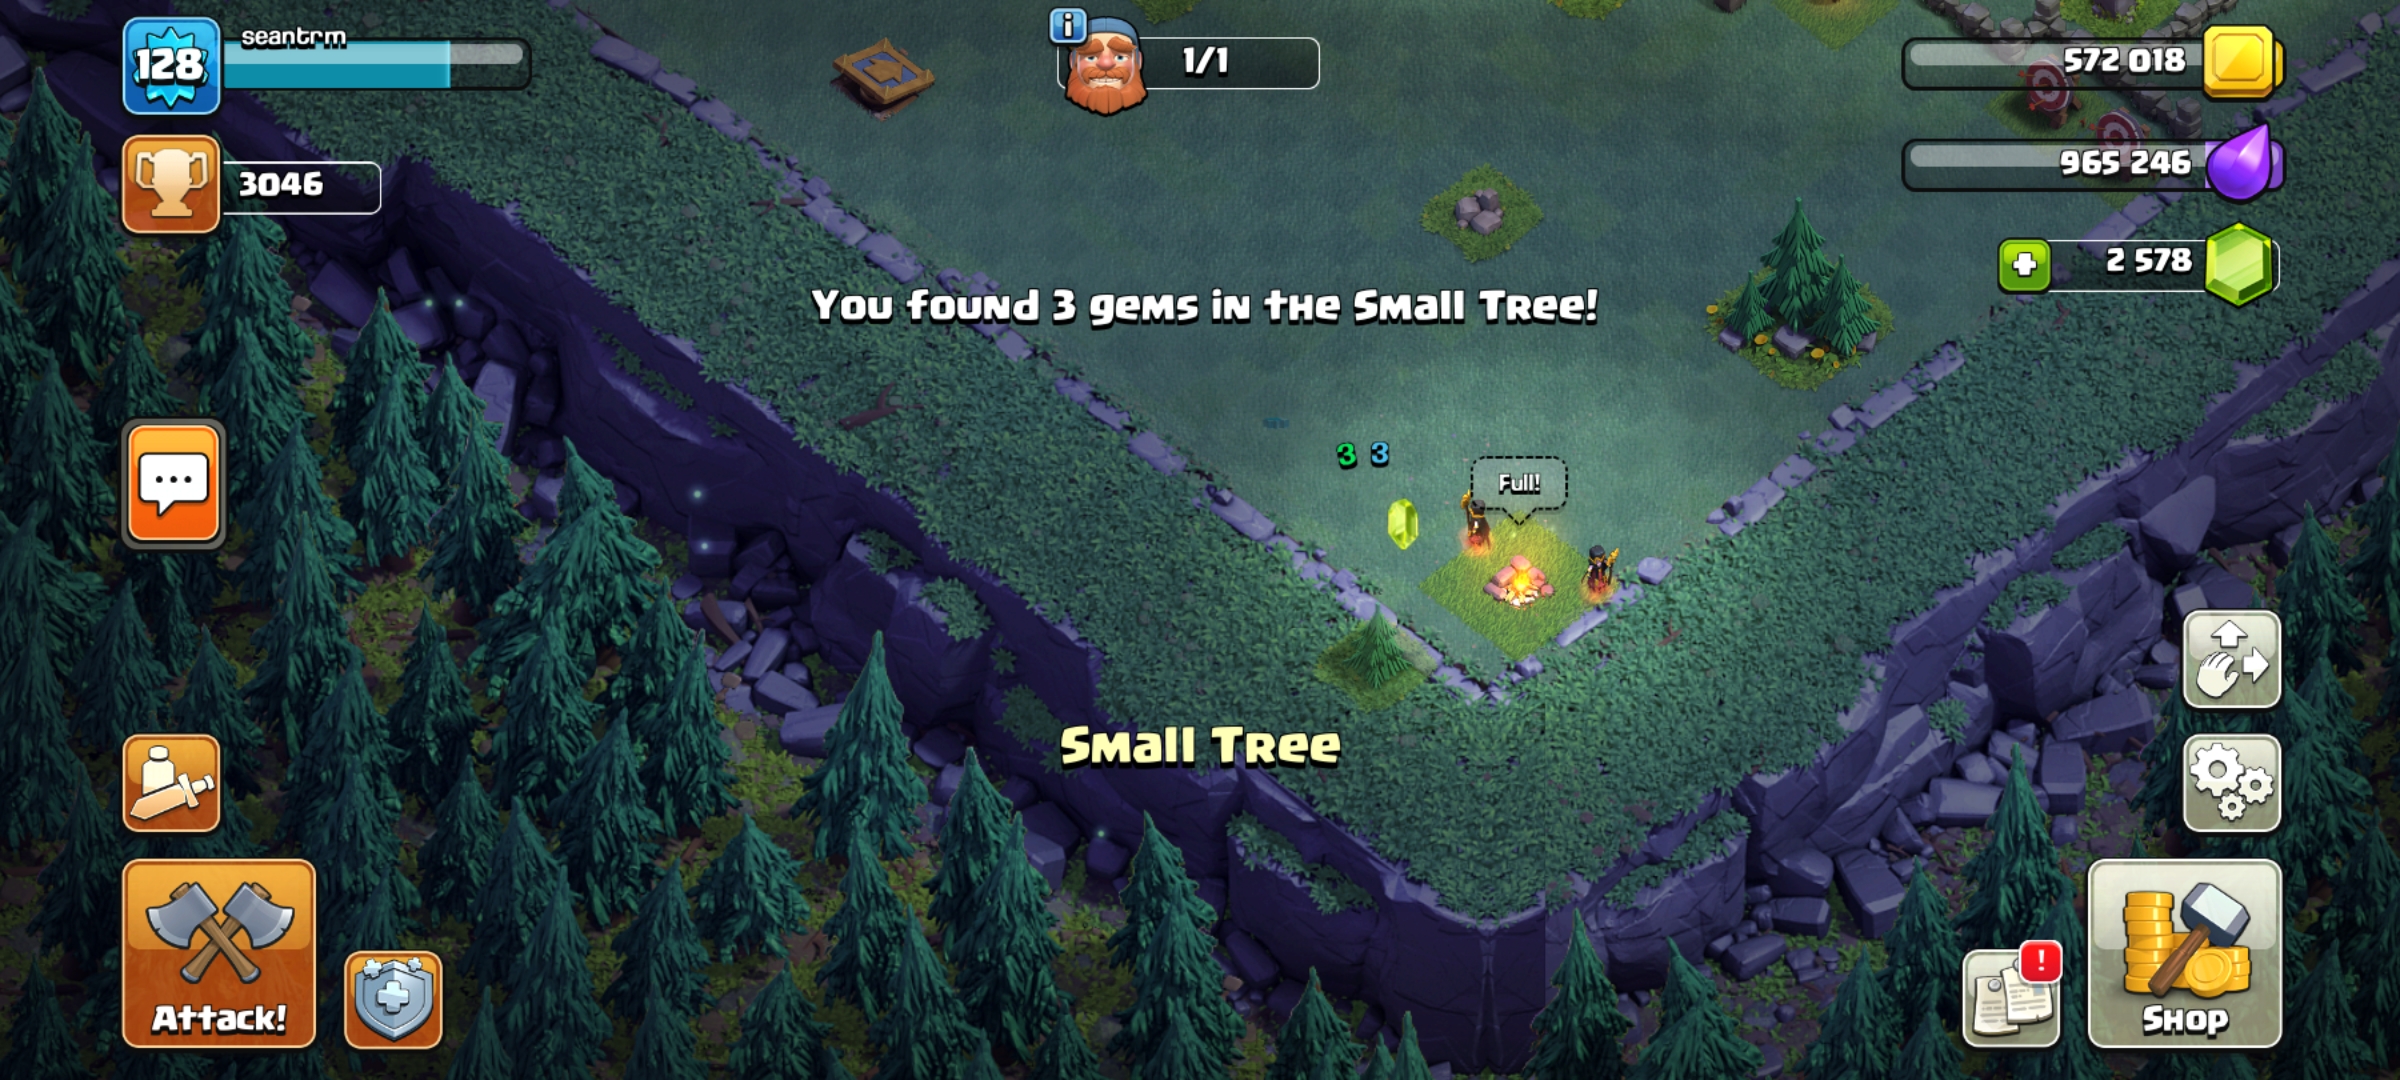 128
seantrm
i
1/1
572 018
3046
965 246
2 578
You found 3 gems in the Small Tree!
3 3
Full!
Small Tree
Attack!
!
Shop